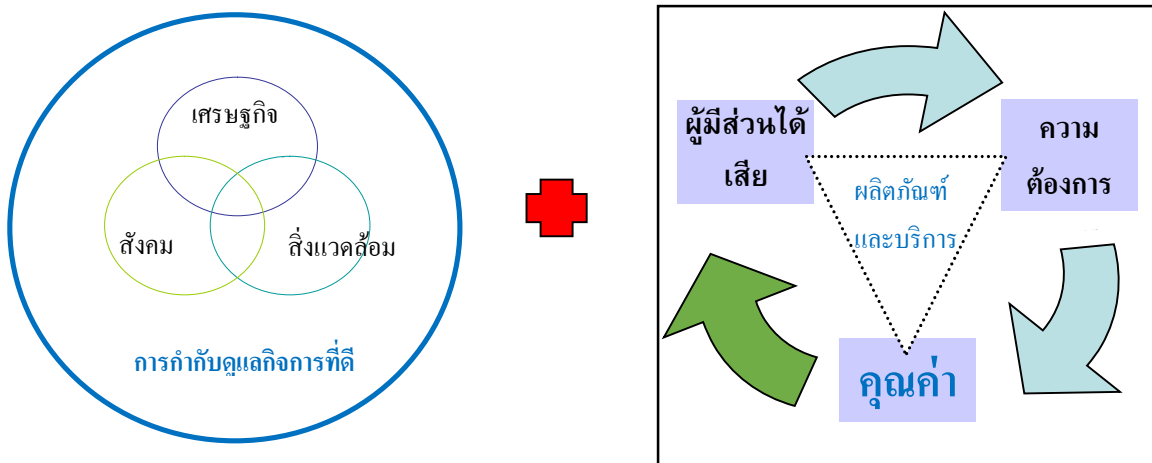 เศรษฐกิจ
สังคม
สิ่งแวดล้อม
การกำกับดูแลกิจการที่ดี
ผู้มีส่วนได้
เสีย
ความ
ต้องการ
ผลิตภัณฑ์
และบริการ
คุณค่า